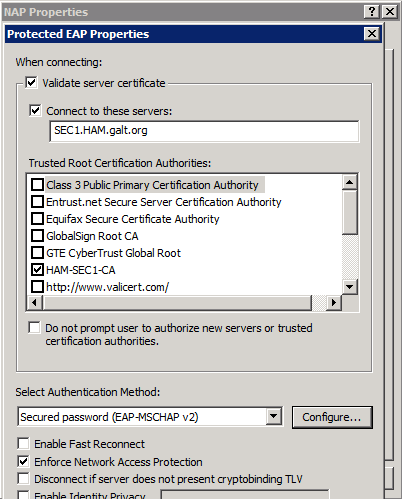 NAP Properties
Protected EAP Properties
When connecting:
Validate server certificate
Connect to these servers:
SEC1.HAM.galt.org
Trusted Root Certification Authorities:
Class 3 Public Primary Certification Authority
Entrust.net Secure Server Certification Authority
Equifax Secure Certificate Authority
GlobalSign Root CA
GTE CyberTrust Global Root
HAM-SEC1-CA
http://www.valicert.com/
Do not prompt user to authorize new servers or trusted
certification authorities.
Select Authentication Method:
Secured password (EAP-MSCHAP v2)
Configure...
Enable Fast Reconnect
Enforce Network Access Protection
Disconnect if server does not present cryptobinding TLV
Enable Identity Privacy